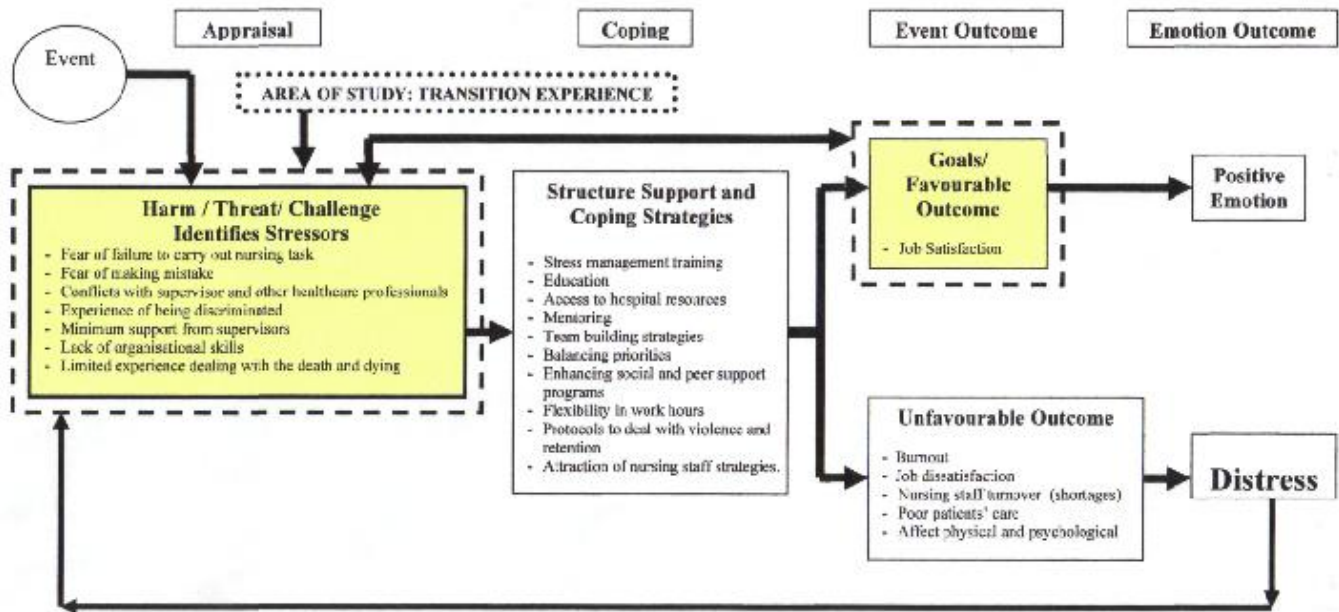 Appraisal
Coping
Event Outcome
Emotion Outcome
Event
AREA OF STUDY: TRANSITION EXPERIENCE
Harm / Threat/ Challenge
Identifies Stressors
- Fear of failure to carry out nursing task
- Fear of making mistake
- Conflicts with supervisor and other healthcare professionals
- Experience of being discriminated
- Minimum support from supervisors
- Lack of organisational skills
- Limited experience dealing with the death and dying
Structure Support and
Coping Strategies
- Stress management training
- Education
- Access to hospital resources
- Mentoring
- Team building strategies
- Balancing priorities
- Enhancing social and peer support
programs
- Flexibility in work hours
- Protocols to deal with violence and
retention
- Attraction of nursing staff strategies.
Goals/
Favourable
Outcome
- Job Satisfaction
Positive
Emotion
Unfavourable Outcome
- Burnout
- Job dissatisfaction
- Nursing staff turnover (shortages)
- Poor patients' care
- Affect physical and psychological
Distress